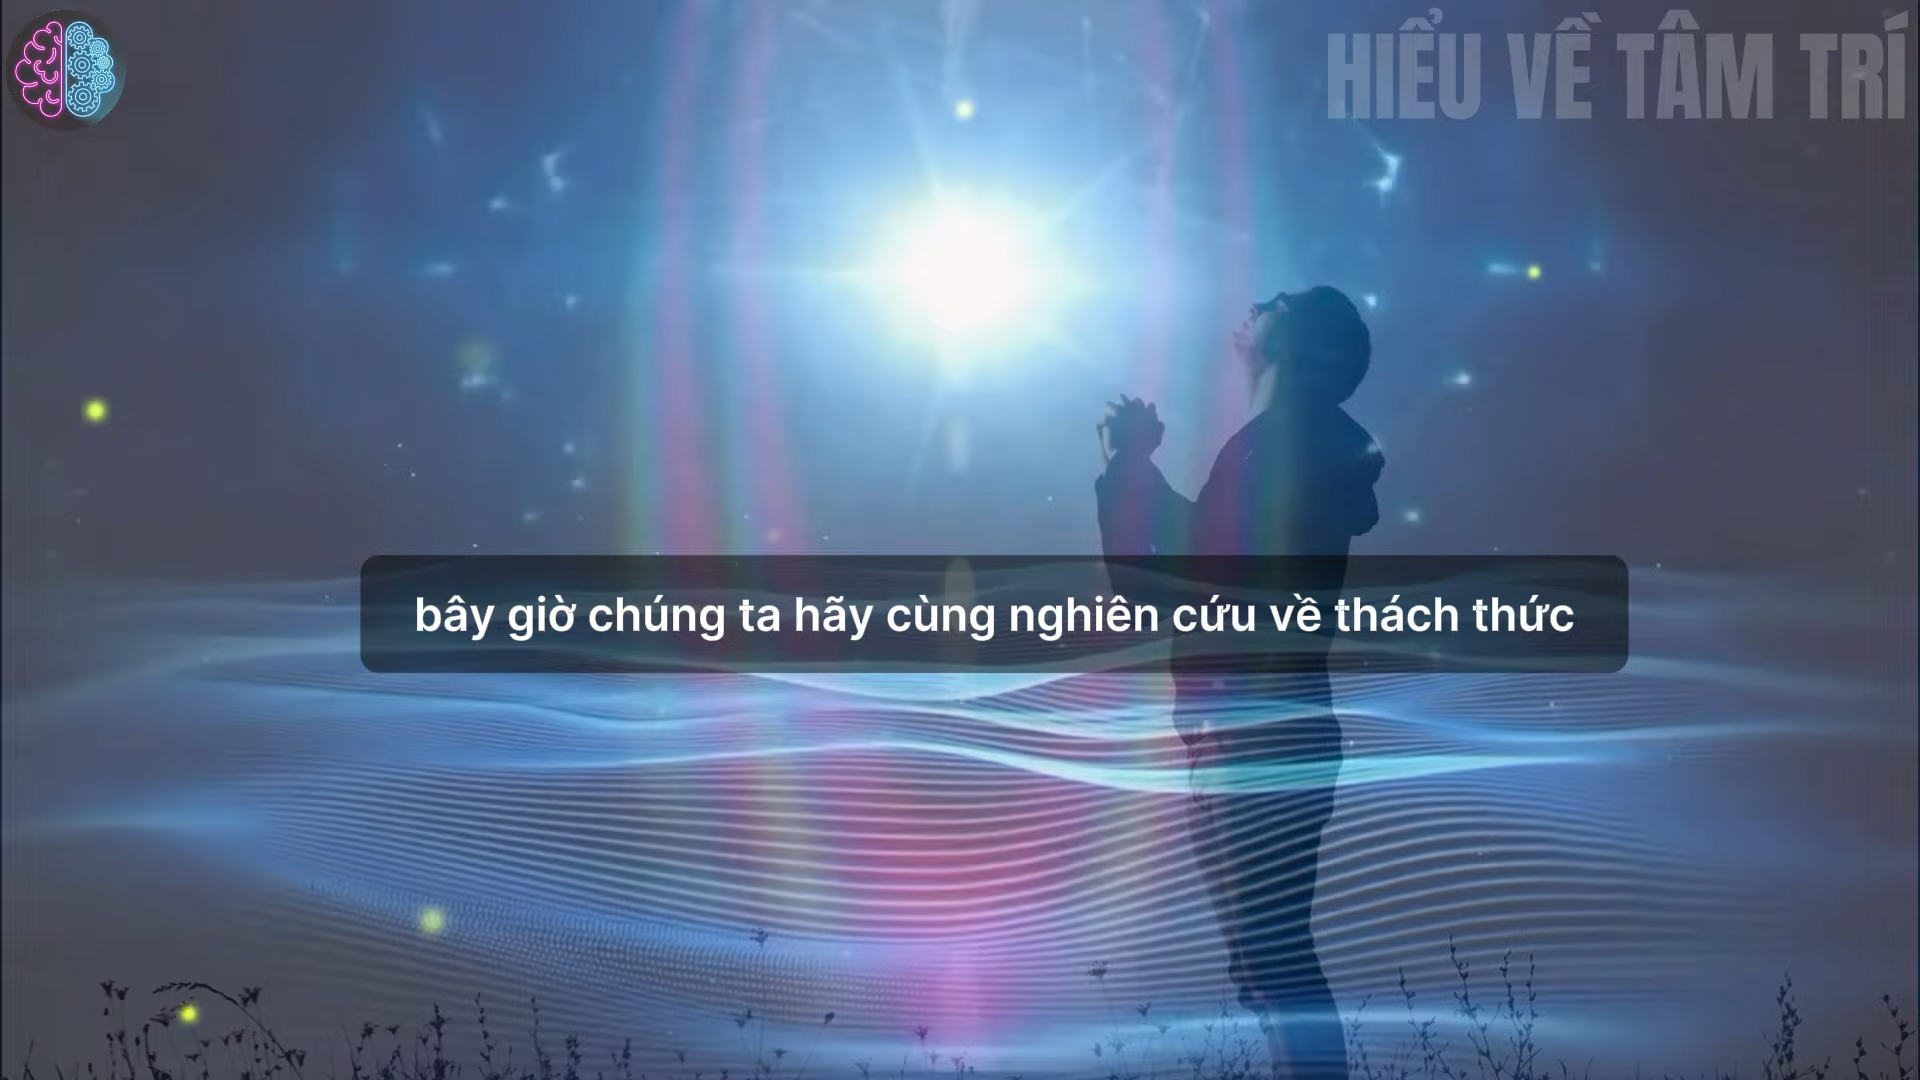 HIỂU VỀ TÂM TRÍ
bây giờ chúng ta hãy cùng nghiên cứu về thách thức